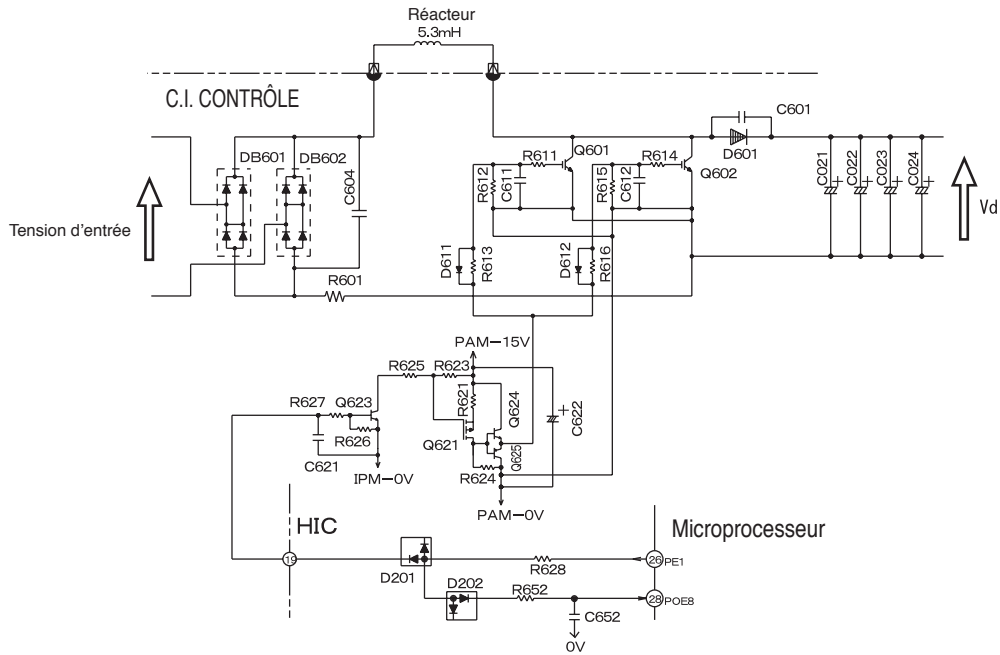 Réacteur
5.3mH
C.I. CONTRÔLE
C601
DB601
DB602
C604
Q601
R611
R614
D601
Q602
R612
C611
R615
C612
C021
C022
C023
C024
Tension d'entrée
Vd
D611
R613
D612
R616
R601
PAM-15V
R625
R623
R621
Q624
C622
R627
Q623
R626
Q621
Q625
C621
R624
IPM-0V
PAM-0V
HIC
Microprocesseur
19
26 PE1
D201
R628
D202
R652
28 POE8
C652
0V